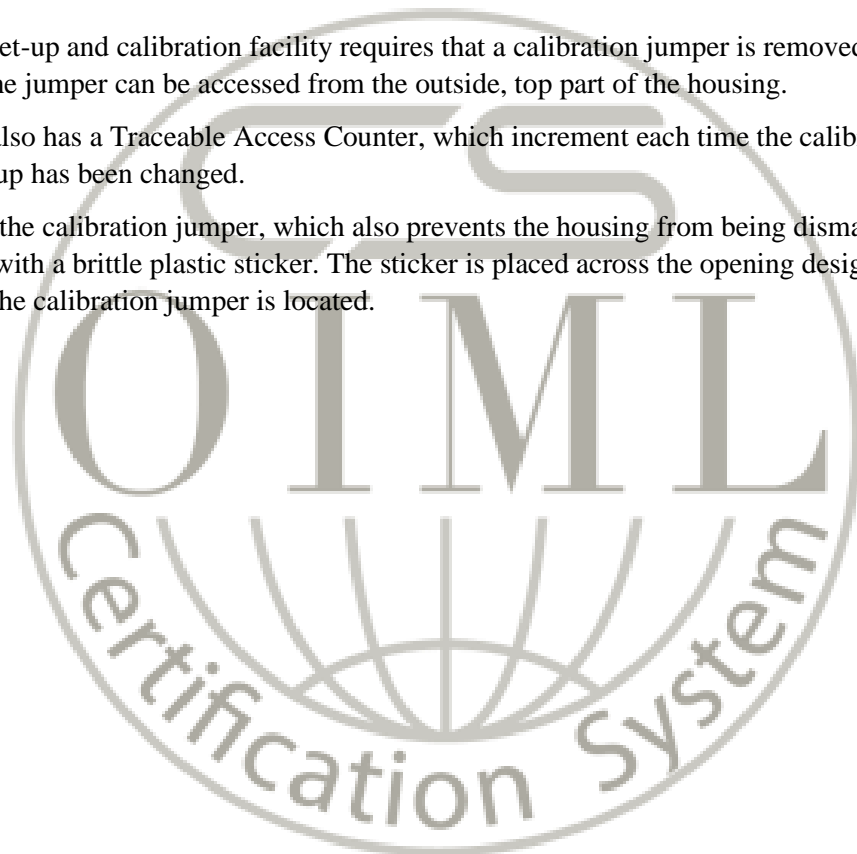 et-up and calibration facility requires that a calibration jumper is removed
ne jumper can be accessed from the outside, top part of the housing.
also has a Traceable Access Counter, which increment each time the calib
up has been changed.
the calibration jumper, which also prevents the housing from being disma
with a brittle plastic sticker. The sticker is placed across the opening desig
he calibration jumper is located.
CS
OIML
Certification System